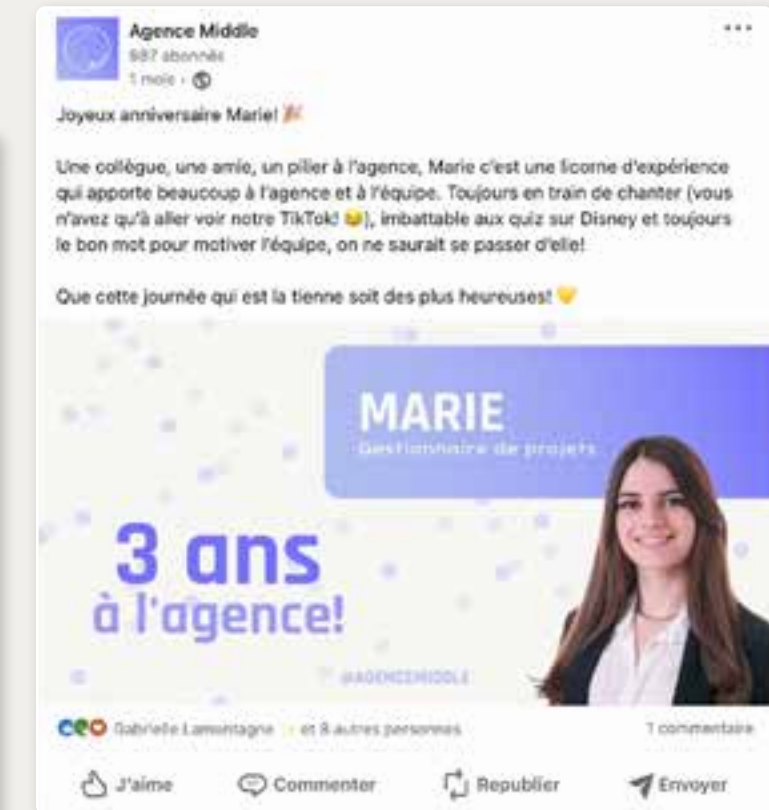 Agence Middle
987 abonnés
1 mois •
Joyeux anniversaire Marie! 🎉
Une collègue, une amie, un pilier à l'agence, Marie c'est une licorne d'expérience
qui apporte beaucoup à l'agence et à l'équipe. Toujours en train de chanter (vous
n'avez qu'à aller voir notre TikTok! 😂), imbattable aux quiz sur Disney et toujours
le bon mot pour motiver l'équipe, on ne saurait se passer d'elle!
Que cette journée qui est la tienne soit des plus heureuses! 💛
MARIE
Gestionnaire de projets
3 ans
à l'agence!
@AGENCEMIDDLE
Gabrielle Lamontagne ✨ et 8 autres personnes
1 commentaire
J'aime
Commenter
Republier
Envoyer